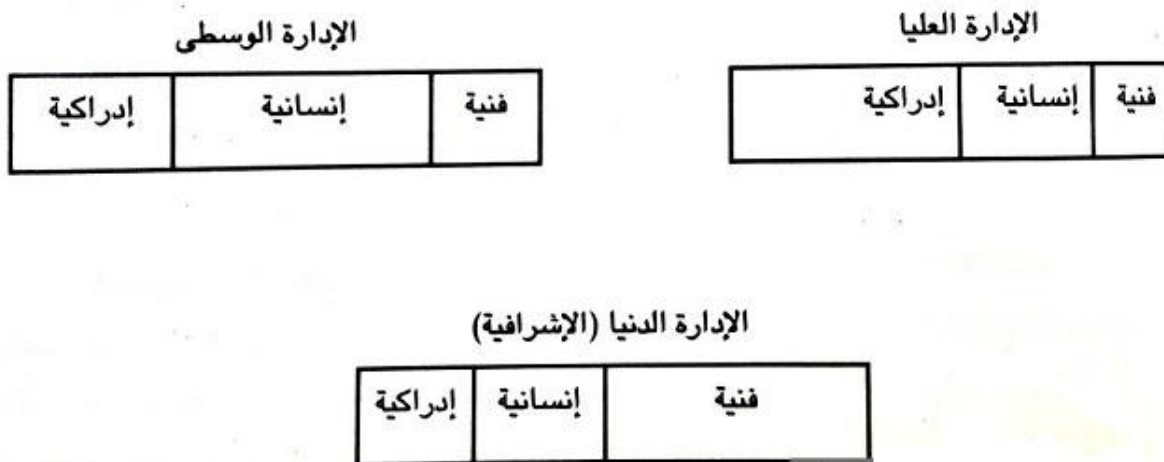 الإدارة العليا
فنية إنسانية إدراكية
الإدارة الوسطى
فنية إنسانية إدراكية
الإدارة الدنيا (الإشرافية)
فنية إنسانية إدراكية